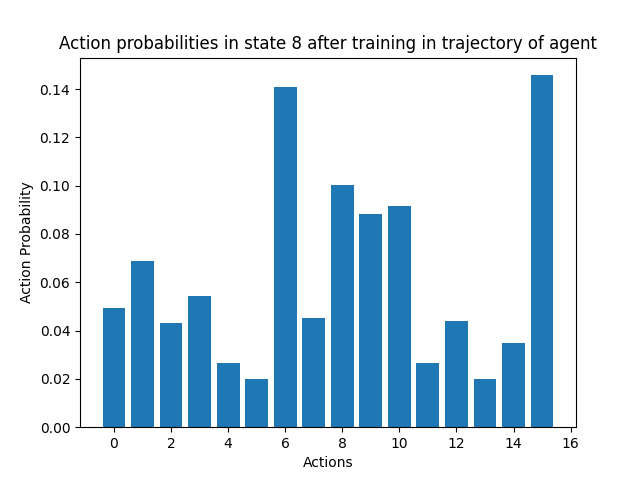 Action probabilities in state 8 after training in trajectory of agent
0.14
0.12
0.10
0.08
0.06
0.04
0.02
0.00
Action Probability
0 2 4 6 8 10 12 14 16
Actions